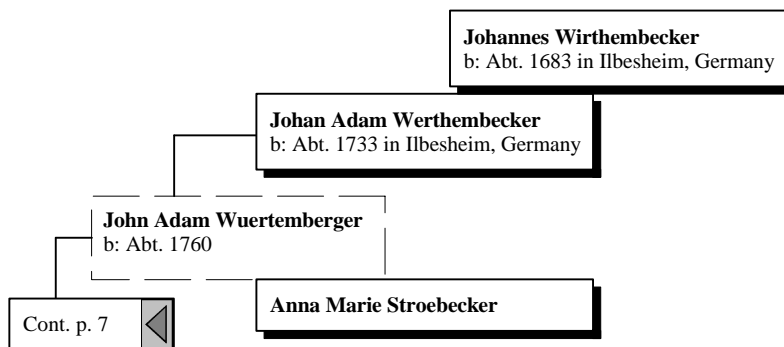 Johannes Wirthembecker
b: Abt. 1683 in Ilbesheim, Germany
Johan Adam Werthembecker
b: Abt. 1733 in Ilbesheim, Germany
John Adam Wuertemberger
b: Abt. 1760
Anna Marie Stroebecker
Cont. p. 7